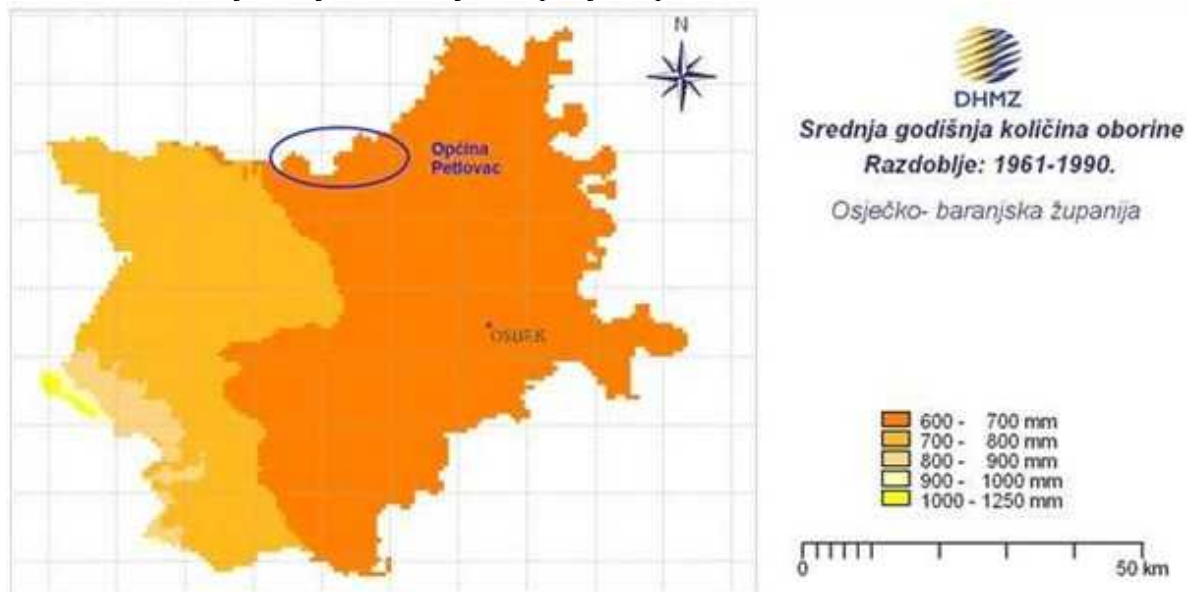 N
Općina
Petlovac
OSIJEK
DHMZ
Srednja godišnja količina oborine
Razdoblje: 1961-1990.
Osječko- baranjska županija
600 - 700 mm
700 - 800 mm
800 - 900 mm
900 - 1000 mm
1000 - 1250 mm
0 50 km